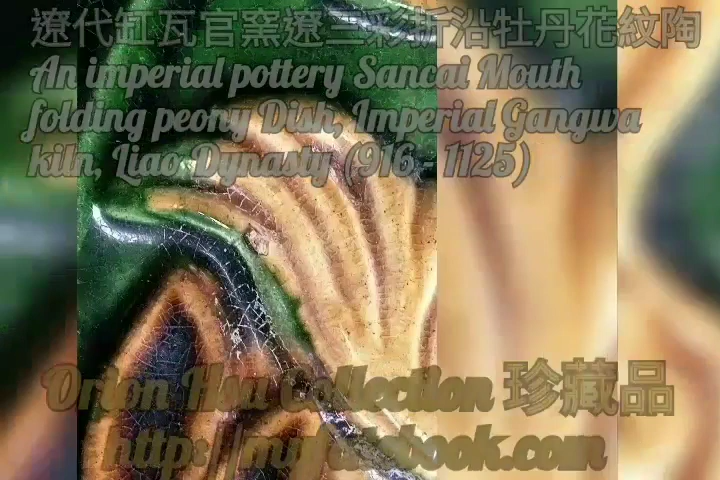 遼代缸瓦官窯遼三彩折沿牡丹花紋陶
An imperial pottery Sancai Mouth
folding peony Dish, Imperial Gangwa
kiln, Liao Dynasty (916 - 1125)
Orion Hsu Collection 珍藏品